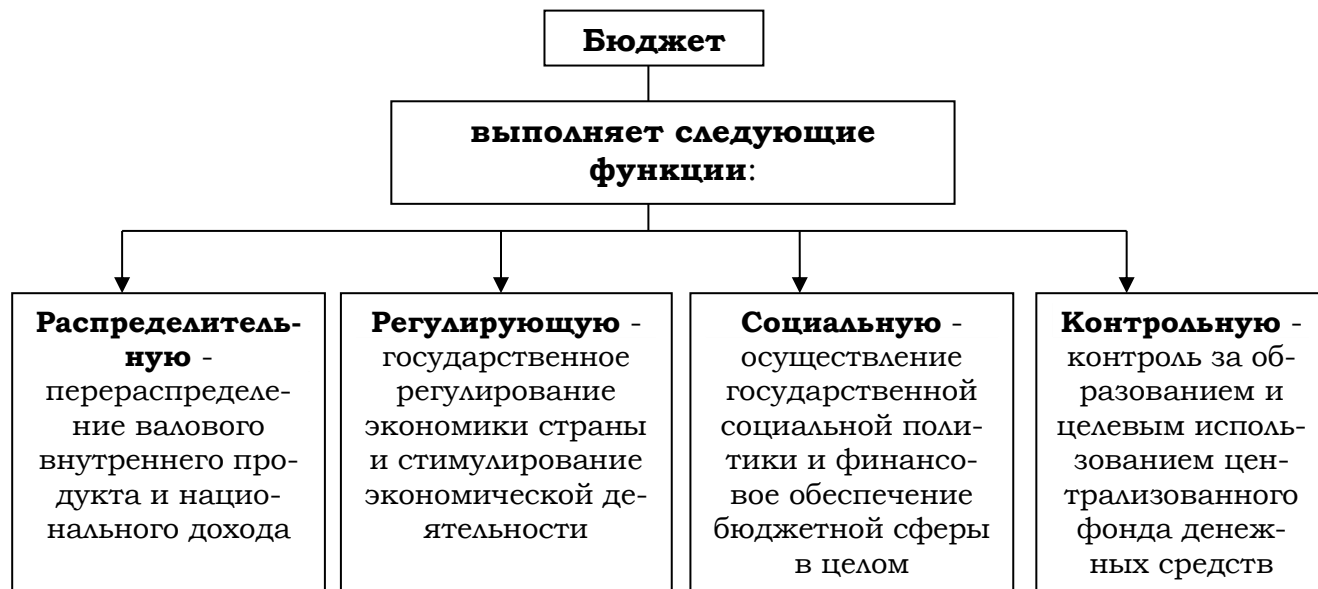 Бюджет
выполняет следующие
функции:
Распределитель-
ную -
перераспределе-
ние валового
внутреннего про-
дукта и нацио-
нального дохода
Регулирующую -
государственное
регулирование
экономики страны
и стимулирование
экономической де-
ятельности
Социальную -
осуществление
государственной
социальной поли-
тики и финансо-
вое обеспечение
бюджетной сферы
в целом
Контрольную -
контроль за об-
разованием и
целевым исполь-
зованием цен-
трализованного
фонда денеж-
ных средств